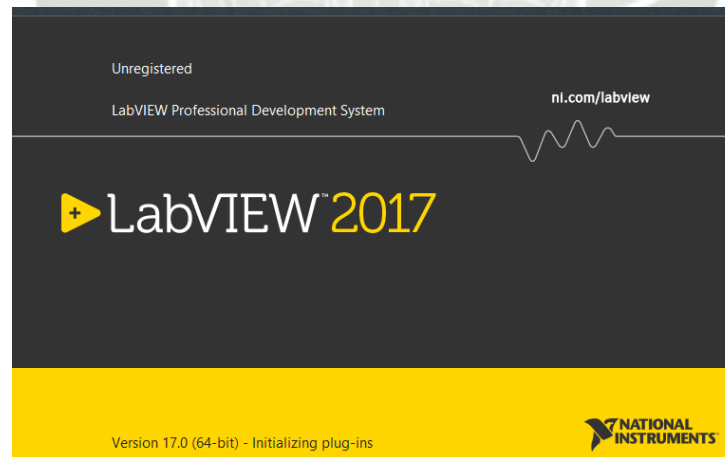 Unregistered
LabVIEW Professional Development System
ni.com/labview
LabVIEW™ 2017
Version 17.0 (64-bit) - Initializing plug-ins
NATIONAL
INSTRUMENTS